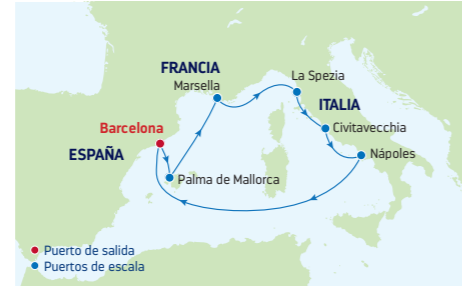 FRANCIA
Marsella
La Spezia
ITALIA
Civitavecchia
Barcelona
ESPAÑA
Nápoles
Palma de Mallorca
Puerto de salida
Puertos de escala